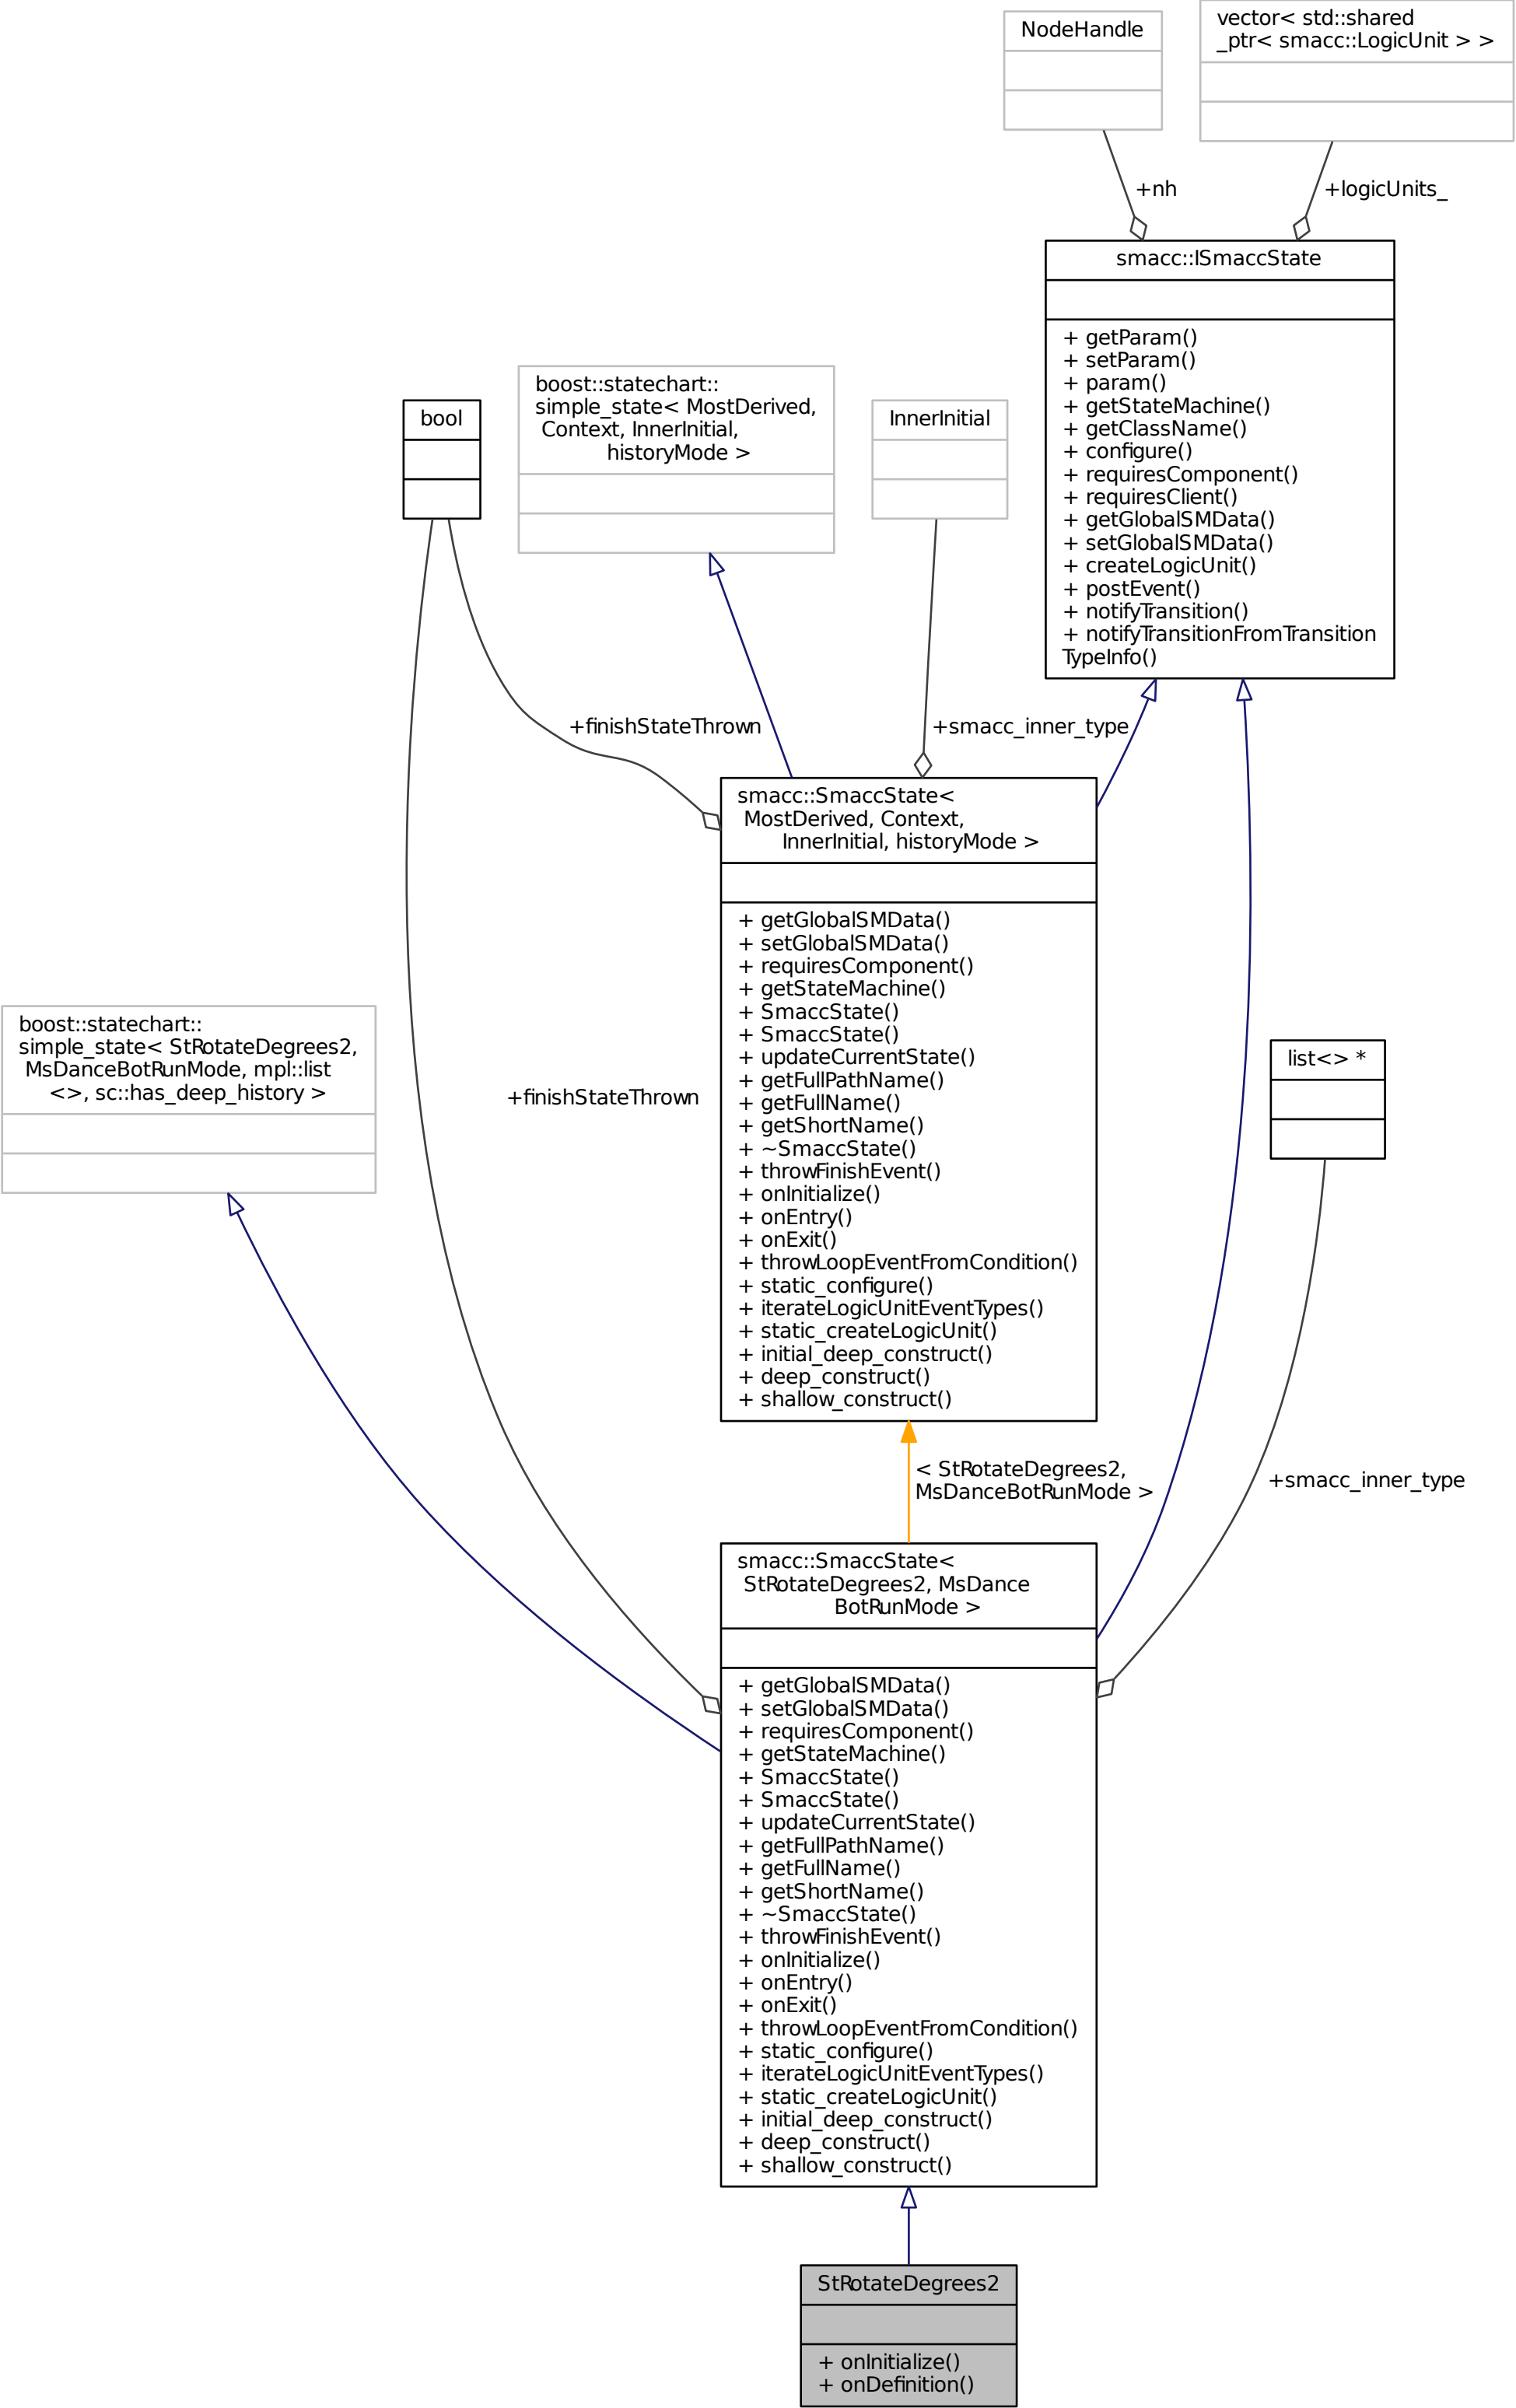 NodeHandle
vector< std::shared
_ptr< smacc::LogicUnit > >
+nh
+logicUnits_
smacc::ISmaccState
+ getParam()
+ setParam()
+ param()
+ getStateMachine()
+ getClassName()
+ configure()
+ requiresComponent()
+ requiresClient()
+ getGlobalSMData()
+ setGlobalSMData()
+ createLogicUnit()
+ postEvent()
+ notifyTransition()
+ notifyTransitionFromTransition
TypeInfo()
bool
boost::statechart::
simple_state< MostDerived,
Context, InnerInitial,
historyMode >
InnerInitial
+finishStateThrown
+smacc_inner_type
smacc::SmaccState<
MostDerived, Context,
InnerInitial, historyMode >
+ getGlobalSMData()
+ setGlobalSMData()
+ requiresComponent()
+ getStateMachine()
+ SmaccState()
+ SmaccState()
+ updateCurrentState()
+ getFullPathName()
+ getFullName()
+ getShortName()
+ ~SmaccState()
+ throwFinishEvent()
+ onInitialize()
+ onEntry()
+ onExit()
+ throwLoopEventFromCondition()
+ static_configure()
+ iterateLogicUnitEventTypes()
+ static_createLogicUnit()
+ initial_deep_construct()
+ deep_construct()
+ shallow_construct()
boost::statechart::
simple_state< StRotateDegrees2,
MsDanceBotRunMode, mpl::list
<>, sc::has_deep_history >
+finishStateThrown
list<> *
< StRotateDegrees2,
MsDanceBotRunMode >
+smacc_inner_type
smacc::SmaccState<
StRotateDegrees2, MsDance
BotRunMode >
+ getGlobalSMData()
+ setGlobalSMData()
+ requiresComponent()
+ getStateMachine()
+ SmaccState()
+ SmaccState()
+ updateCurrentState()
+ getFullPathName()
+ getFullName()
+ getShortName()
+ ~SmaccState()
+ throwFinishEvent()
+ onInitialize()
+ onEntry()
+ onExit()
+ throwLoopEventFromCondition()
+ static_configure()
+ iterateLogicUnitEventTypes()
+ static_createLogicUnit()
+ initial_deep_construct()
+ deep_construct()
+ shallow_construct()
StRotateDegrees2
+ onInitialize()
+ onDefinition()